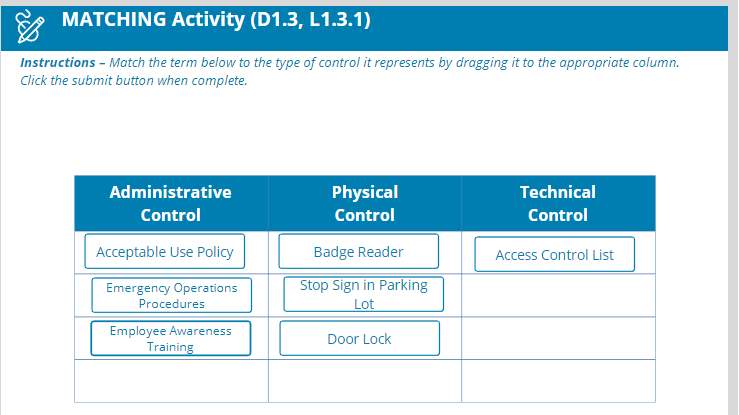 MATCHING Activity (D1.3, L1.3.1)
Instructions – Match the term below to the type of control it represents by dragging it to the appropriate column.
Click the submit button when complete.
Administrative
Control
Physical
Control
Technical
Control
Acceptable Use Policy
Badge Reader
Access Control List
Emergency Operations
Procedures
Stop Sign in Parking
Lot
Employee Awareness
Training
Door Lock